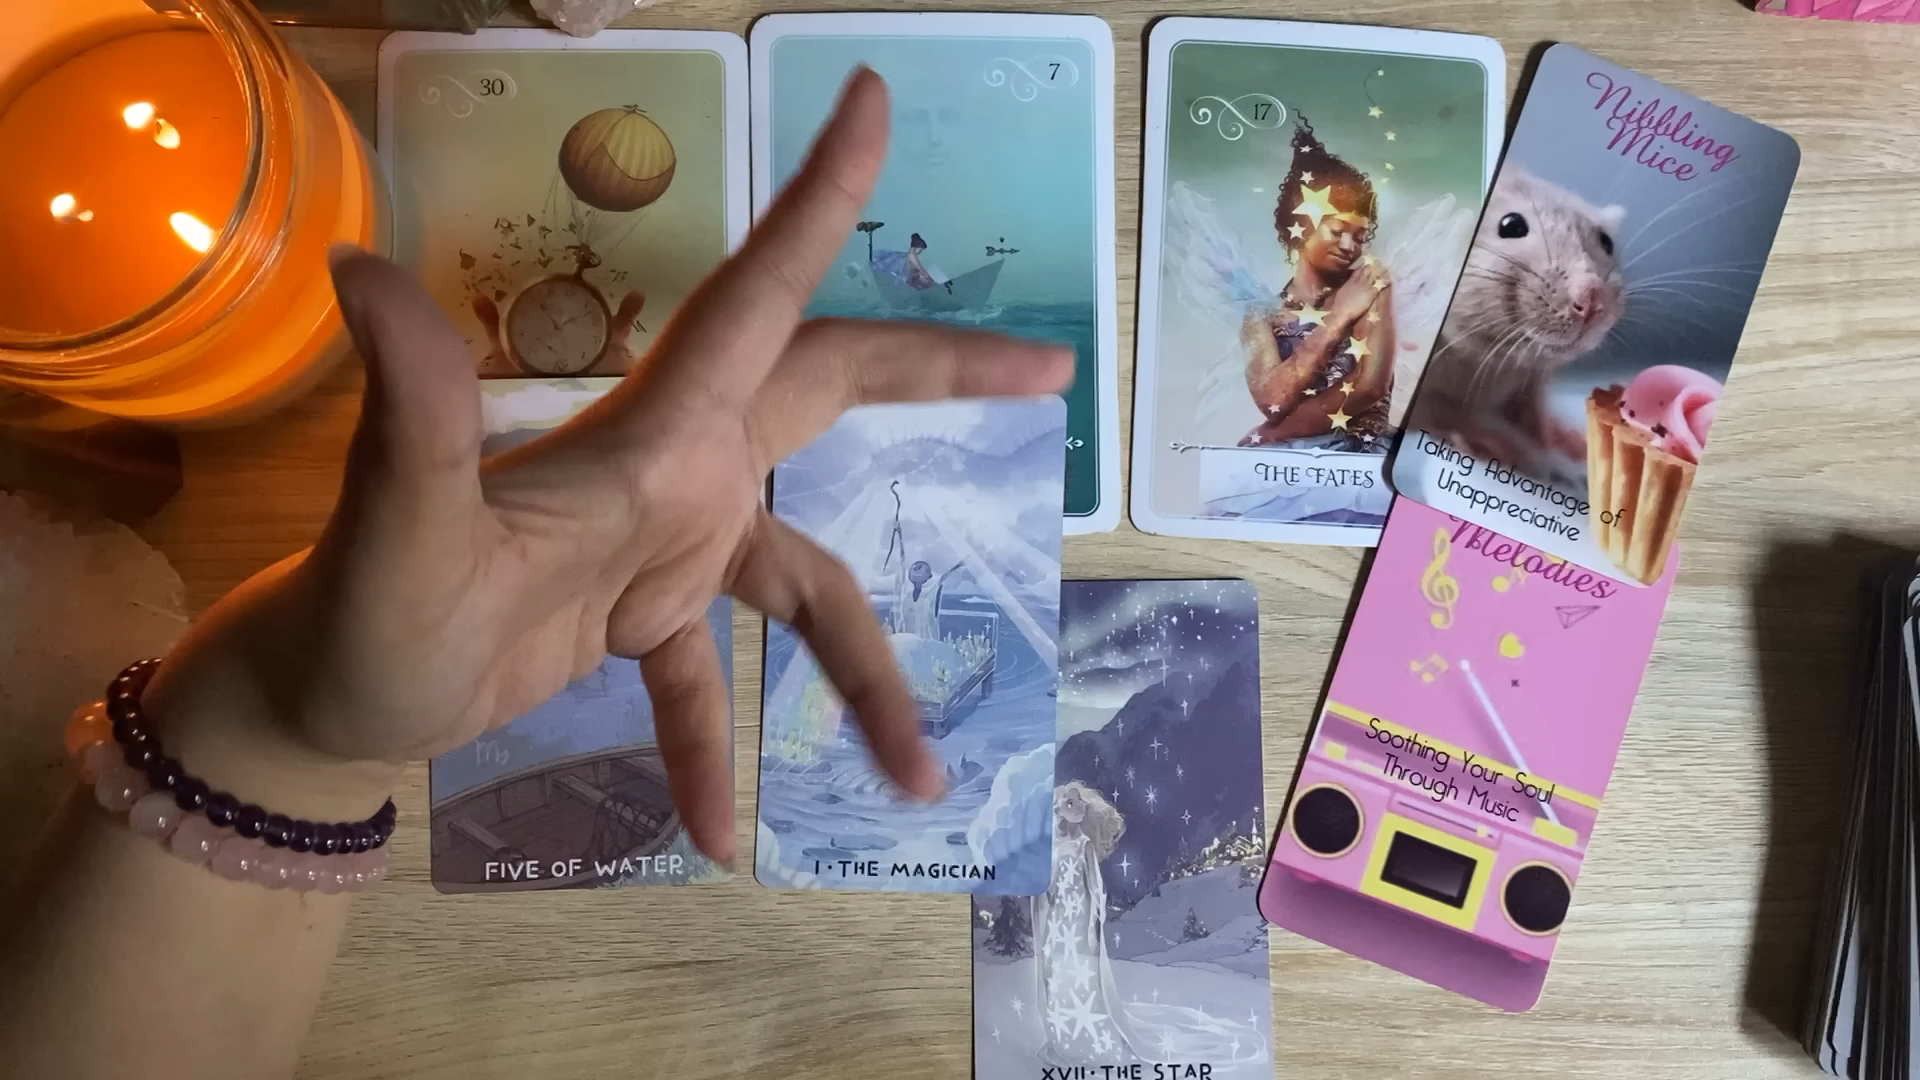 30
7
17
THE FATES
Nibbling
Mice
Taking Advantage of
Unappreciative
Melodies
Soothing Your Soul
Through Music
FIVE OF WATER
I • THE MAGICIAN
XVII • THE STAR